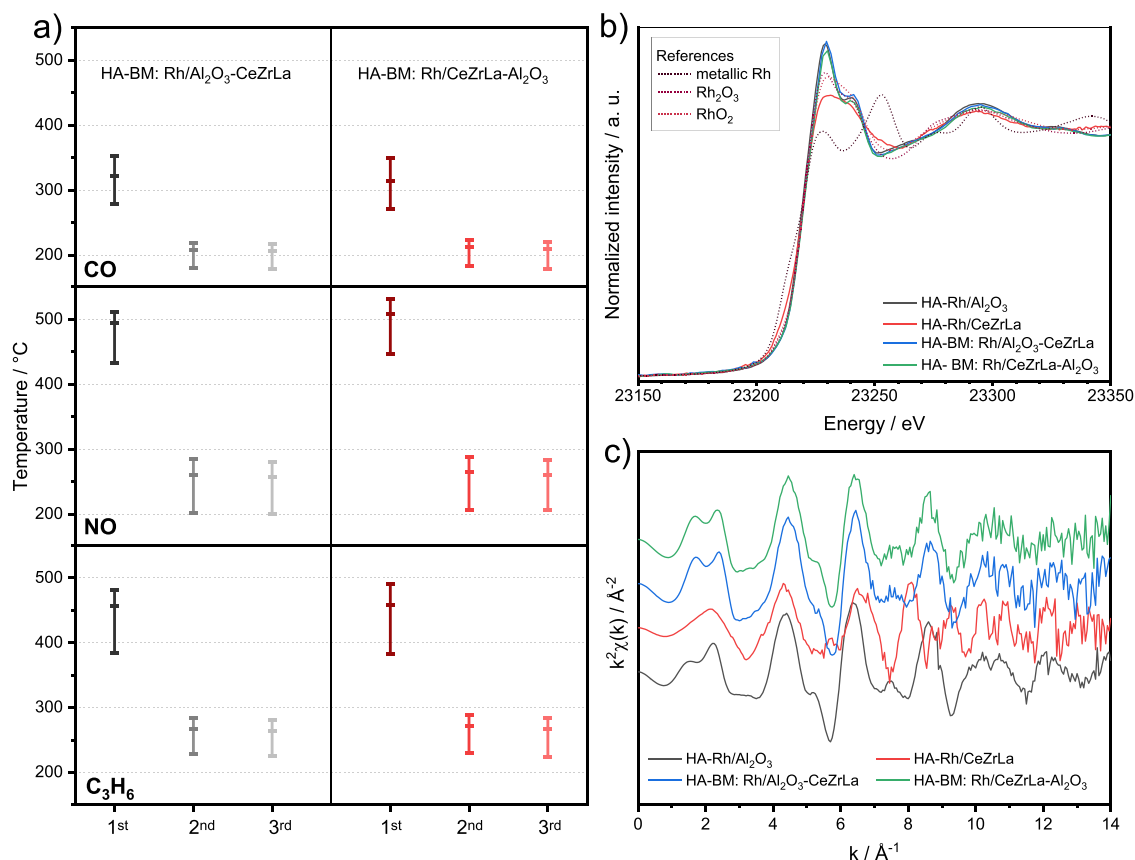 a)
HA-BM: Rh/Al₂O₃-CeZrLa
HA-BM: Rh/CeZrLa-Al₂O₃
500
400
300
200
CO
500
400
300
200
NO
500
400
300
200
C₃H₆
Temperature / °C
1st
2nd
3rd
1st
2nd
3rd
b)
References
metallic Rh
Rh₂O₃
RhO₂
Normalized intensity / a. u.
HA-Rh/Al₂O₃
HA-Rh/CeZrLa
HA-BM: Rh/Al₂O₃-CeZrLa
HA- BM: Rh/CeZrLa-Al₂O₃
23150
23200
23250
23300
23350
Energy / eV
c)
k²χ(k) / Å⁻²
HA-Rh/Al₂O₃
HA-Rh/CeZrLa
HA-BM: Rh/Al₂O₃-CeZrLa
HA-BM: Rh/CeZrLa-Al₂O₃
0
2
4
6
8
10
12
14
k / Å⁻¹